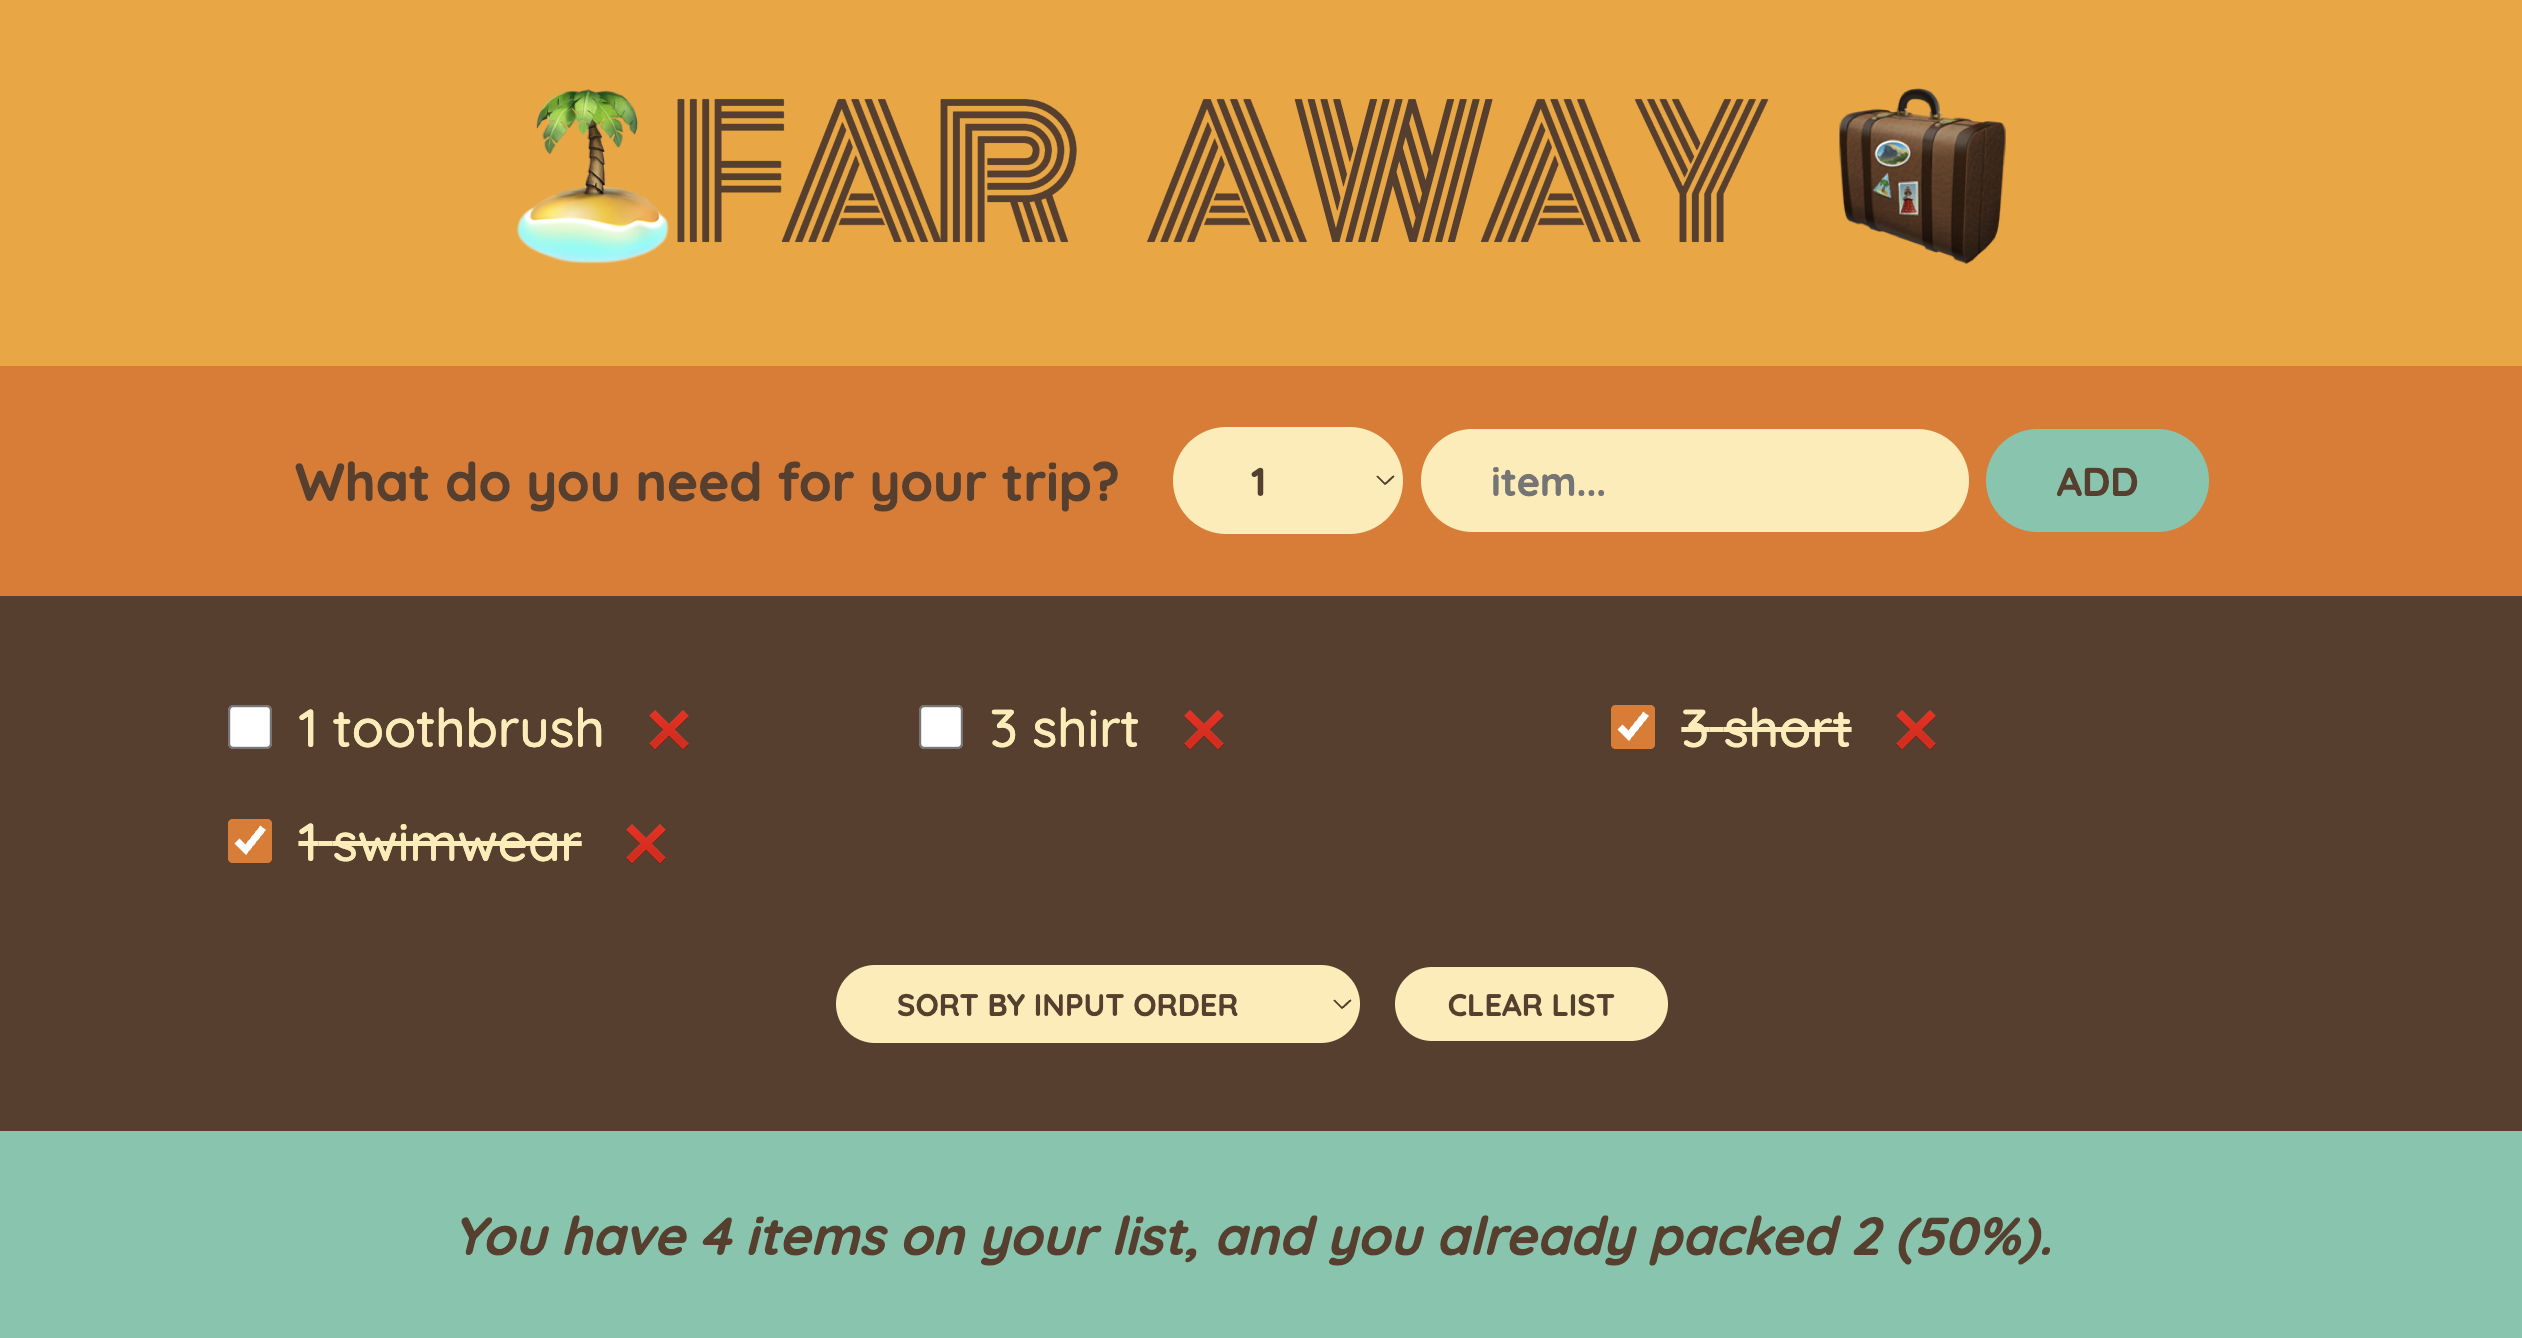 FAR AWAY
What do you need for your trip? 1 item... ADD
1 toothbrush 3 shirt 3 short
1 swimwear
SORT BY INPUT ORDER CLEAR LIST
You have 4 items on your list, and you already packed 2 (50%).